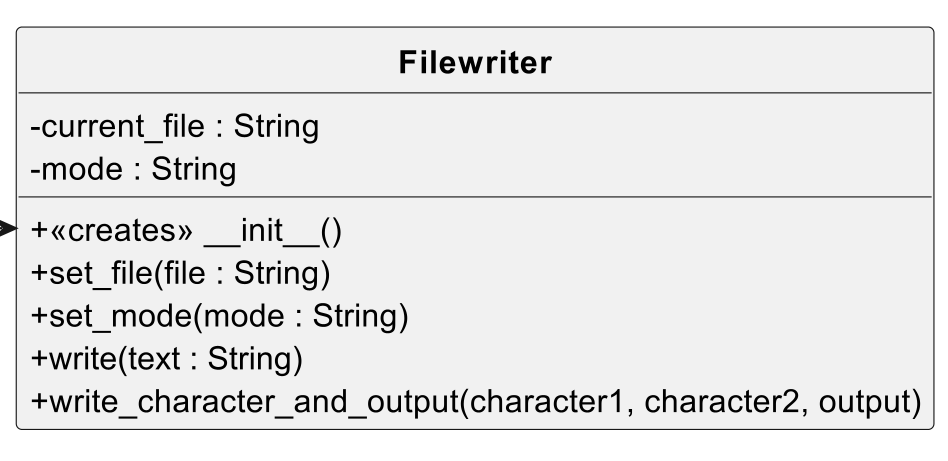 Filewriter
-current_file : String
-mode : String
+«creates» __init__()
+set_file(file : String)
+set_mode(mode : String)
+write(text : String)
+write_character_and_output(character1, character2, output)